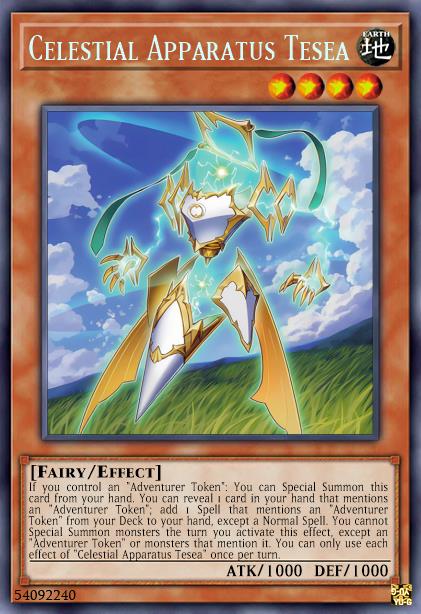 Celestial Apparatus Tesea
EARTH
地
[Fairy/Effect]
If you control an "Adventurer Token": You can Special Summon this
card from your hand. You can reveal 1 card in your hand that mentions
an "Adventurer Token"; add 1 Spell that mentions an "Adventurer
Token" from your Deck to your hand, except a Normal Spell. You cannot
Special Summon monsters the turn you activate this effect, except an
"Adventurer Token" or monsters that mention it. You can only use each
effect of "Celestial Apparatus Tesea" once per turn.
ATK/1000 DEF/1000
54092240